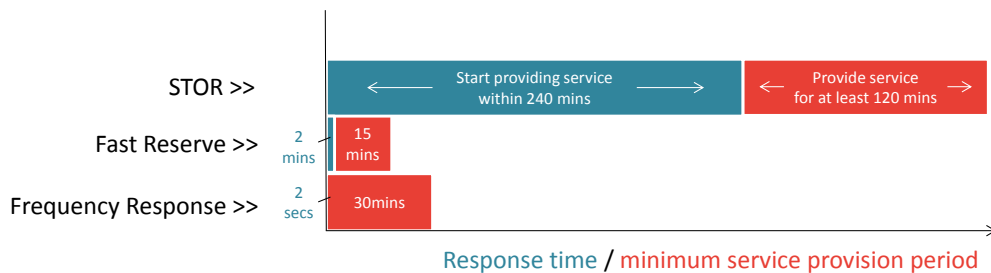 STOR >>
Start providing service
within 240 mins
Provide service
for at least 120 mins
Fast Reserve >>
2
mins
15
mins
Frequency Response >>
2
secs
30mins
Response time / minimum service provision period